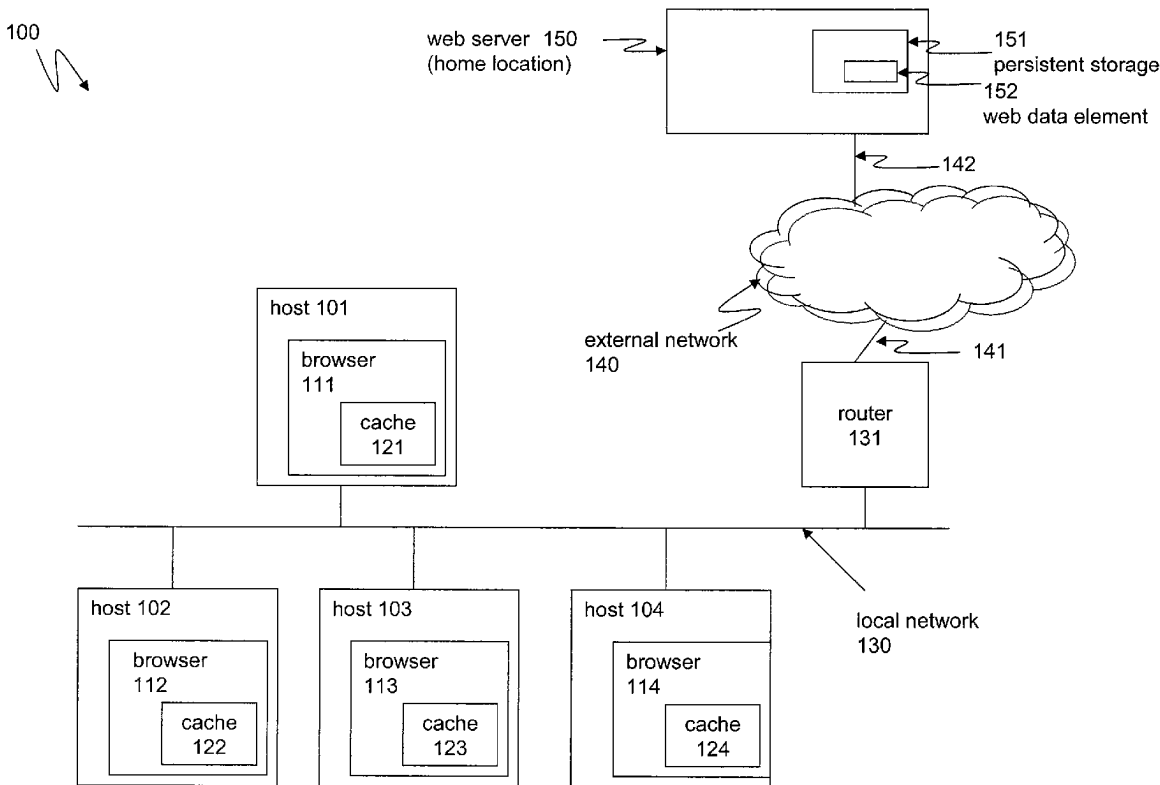 100
web server 150
(home location)
151
persistent storage
152
web data element
142
external network
140
141
host 101
browser
111
cache
121
router
131
host 102
browser
112
cache
122
host 103
browser
113
cache
123
host 104
browser
114
cache
124
local network
130